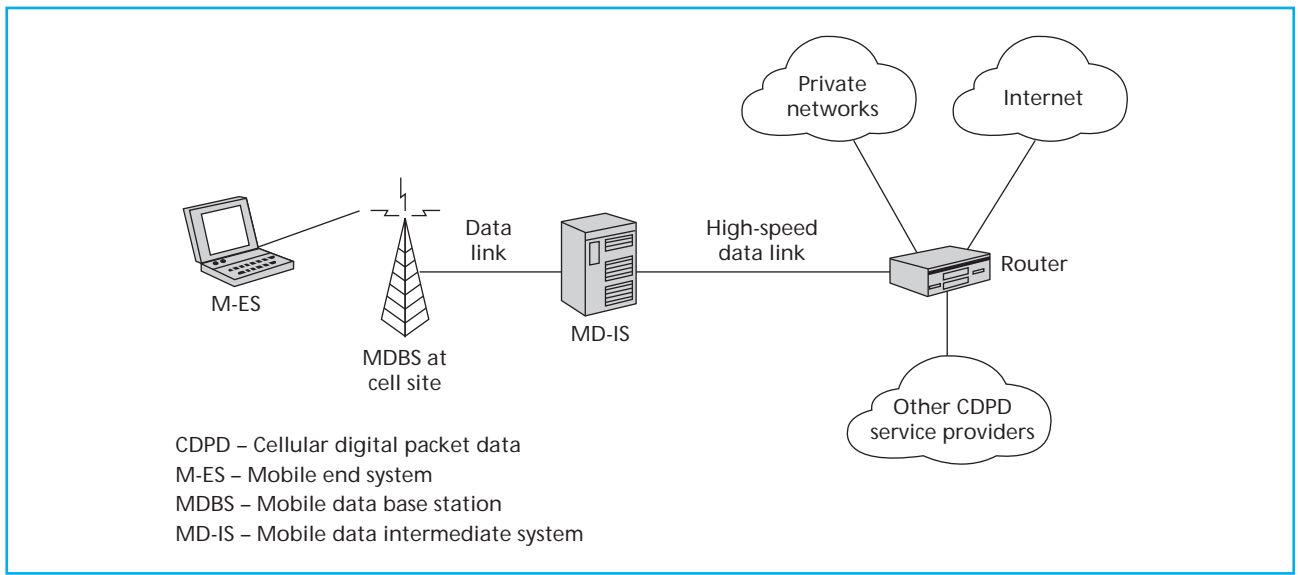 Private
networks
Internet
Data
link
High-speed
data link
Router
M-ES
MD-IS
MDBS at
cell site
Other CDPD
service providers
CDPD – Cellular digital packet data
M-ES – Mobile end system
MDBS – Mobile data base station
MD-IS – Mobile data intermediate system